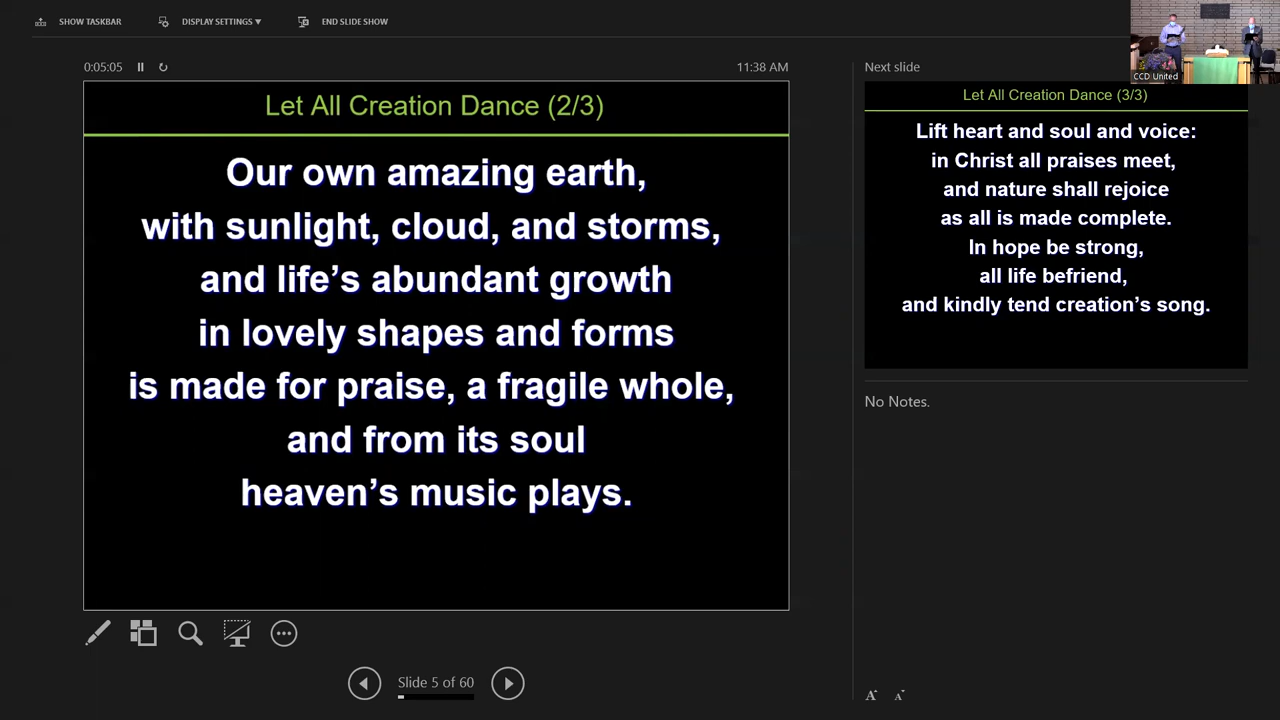 SHOW TASKBAR
DISPLAY SETTINGS
END SLIDE SHOW
0:05:05
11:38 AM
Let All Creation Dance (2/3)
Our own amazing earth,
with sunlight, cloud, and storms,
and life’s abundant growth
in lovely shapes and forms
is made for praise, a fragile whole,
and from its soul
heaven’s music plays.
Slide 5 of 60
CCD United
Next slide
Let All Creation Dance (3/3)
Lift heart and soul and voice:
in Christ all praises meet,
and nature shall rejoice
as all is made complete.
In hope be strong,
all life befriend,
and kindly tend creation’s song.
No Notes.
A A